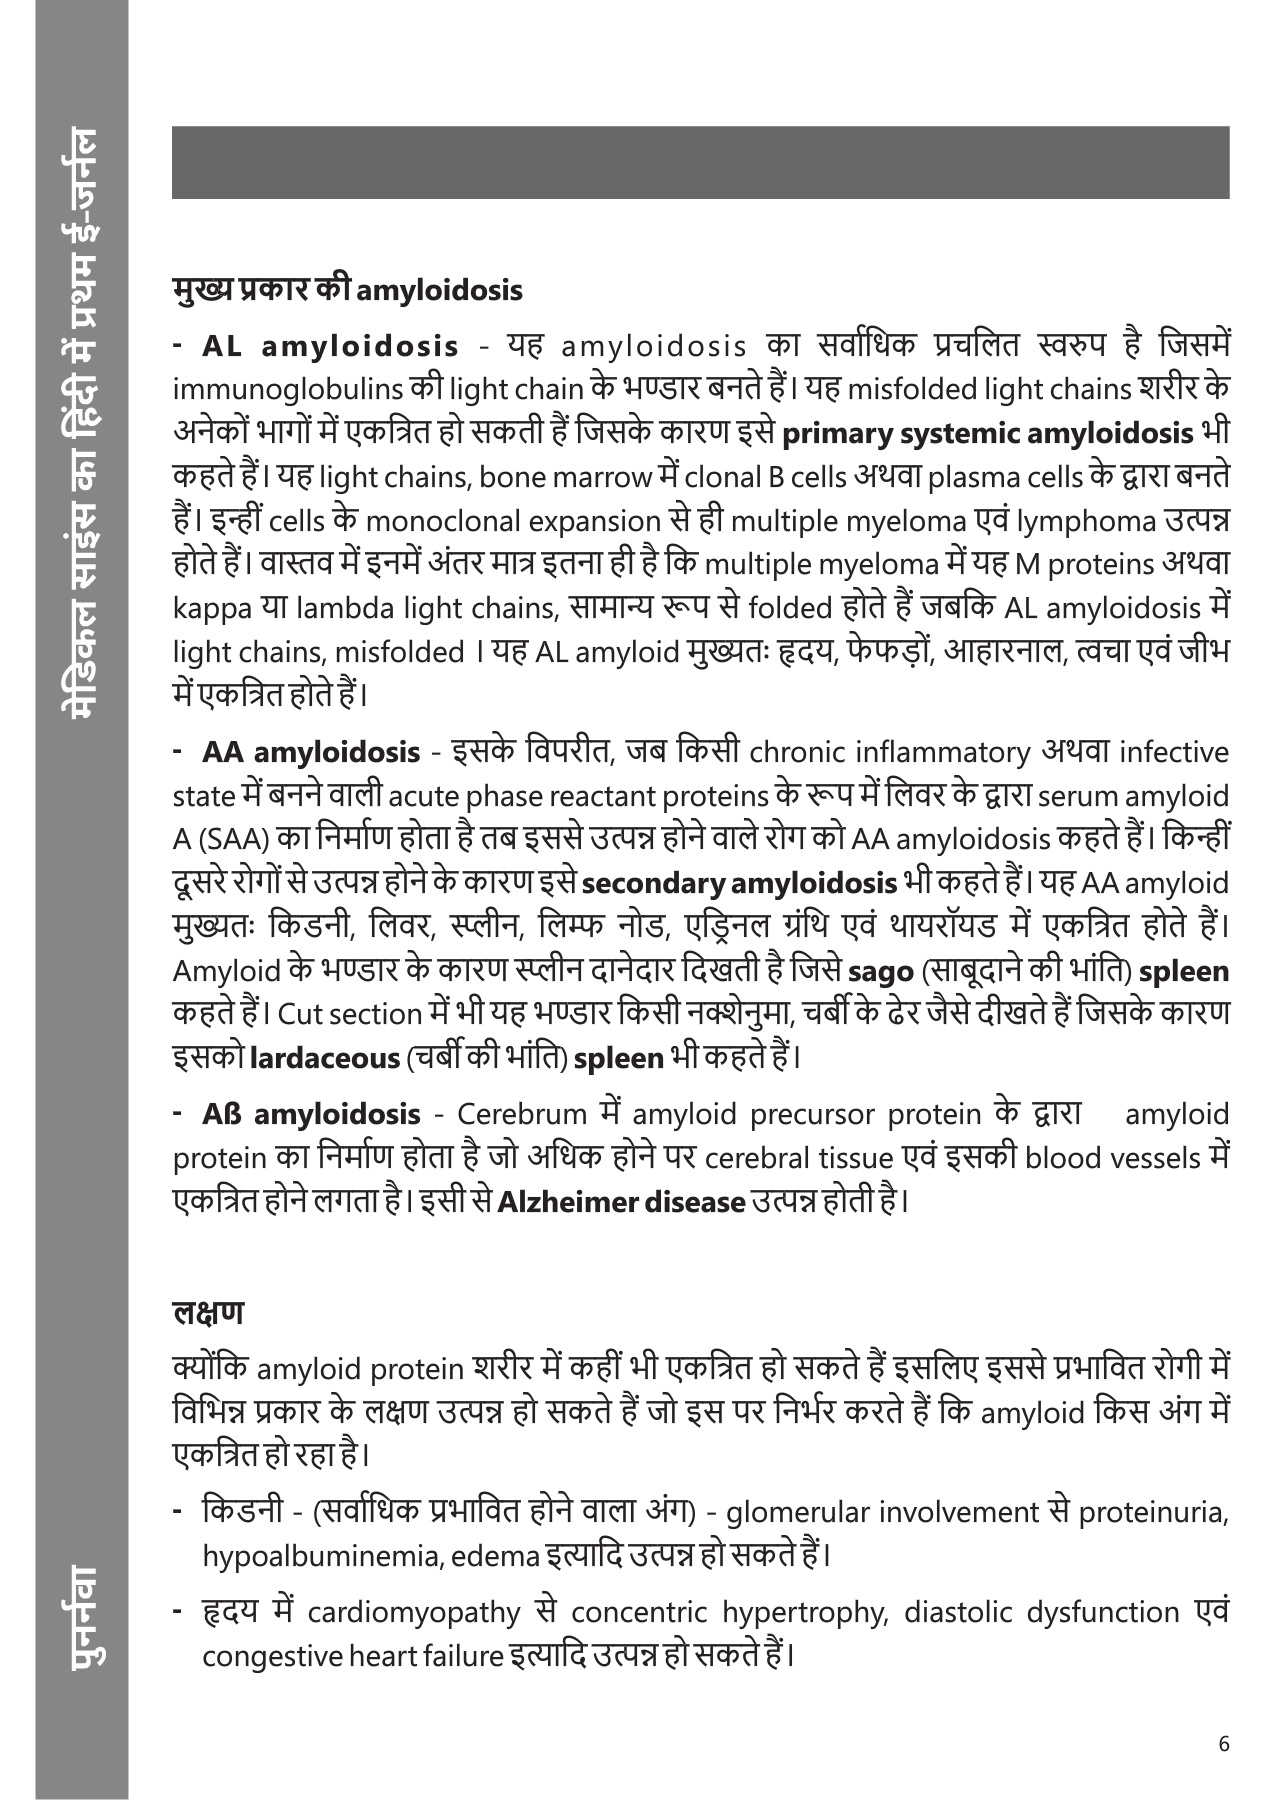 मेडिकल साइंस का हिंदी में प्रथम ई-जर्नल
पुनर्नवा
मुख्य प्रकार की amyloidosis
- AL amyloidosis - यह amyloidosis का सर्वाधिक प्रचलित स्वरुप है जिसमें
immunoglobulins की light chain के भण्डार बनते हैं। यह misfolded light chains शरीर के
अनेकों भागों में एकत्रित हो सकती हैं जिसके कारण इसे primary systemic amyloidosis भी
कहते हैं। यह light chains, bone marrow में clonal B cells अथवा plasma cells के द्वारा बनते
हैं। इन्हीं cells के monoclonal expansion से ही multiple myeloma एवं lymphoma उत्पन्न
होते हैं। वास्तव में इनमें अंतर मात्र इतना ही है कि multiple myeloma में यह M proteins अथवा
kappa या lambda light chains, सामान्य रूप से folded होते हैं जबकि AL amyloidosis में
light chains, misfolded । यह AL amyloid मुख्यतः हृदय, फेफड़ों, आहारनाल, त्वचा एवं जीभ
में एकत्रित होते हैं।
- AA amyloidosis - इसके विपरीत, जब किसी chronic inflammatory अथवा infective
state में बनने वाली acute phase reactant proteins के रूप में लिवर के द्वारा serum amyloid
A (SAA) का निर्माण होता है तब इससे उत्पन्न होने वाले रोग को AA amyloidosis कहते हैं। किन्हीं
दूसरे रोगों से उत्पन्न होने के कारण इसे secondary amyloidosis भी कहते हैं। यह AA amyloid
मुख्यतः किडनी, लिवर, स्प्लीन, लिम्फ नोड, एड्रिनल ग्रंथि एवं थायरॉयड में एकत्रित होते हैं।
Amyloid के भण्डार के कारण स्प्लीन दानेदार दिखती है जिसे sago (साबूदाने की भांति) spleen
कहते हैं। Cut section में भी यह भण्डार किसी नक्शेनुमा, चर्बी के ढेर जैसे दीखते हैं जिसके कारण
इसको lardaceous (चर्बी की भांति) spleen भी कहते हैं।
- Aß amyloidosis - Cerebrum में amyloid precursor protein के द्वारा amyloid
protein का निर्माण होता है जो अधिक होने पर cerebral tissue एवं इसकी blood vessels में
एकत्रित होने लगता है। इसी से Alzheimer disease उत्पन्न होती है।
लक्षण
क्योंकि amyloid protein शरीर में कहीं भी एकत्रित हो सकते हैं इसलिए इससे प्रभावित रोगी में
विभिन्न प्रकार के लक्षण उत्पन्न हो सकते हैं जो इस पर निर्भर करते हैं कि amyloid किस अंग में
एकत्रित हो रहा है।
- किडनी - (सर्वाधिक प्रभावित होने वाला अंग) - glomerular involvement से proteinuria,
hypoalbuminemia, edema इत्यादि उत्पन्न हो सकते हैं।
- हृदय में cardiomyopathy से concentric hypertrophy, diastolic dysfunction एवं
congestive heart failure इत्यादि उत्पन्न हो सकते हैं।
6